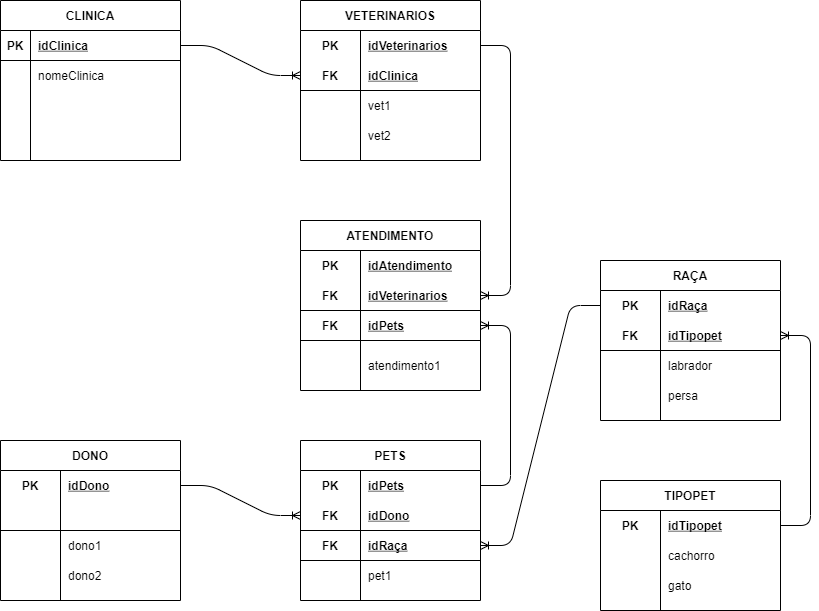 CLINICA
PK idClinica
nomeClinica
VETERINARIOS
PK idVeterinarios
FK idClinica
vet1
vet2
ATENDIMENTO
PK idAtendimento
FK idVeterinarios
FK idPets
atendimento1
RAÇA
PK idRaça
FK idTipopet
labrador
persa
DONO
PK idDono
dono1
dono2
PETS
PK idPets
FK idDono
FK idRaça
pet1
TIPOPET
PK idTipopet
cachorro
gato